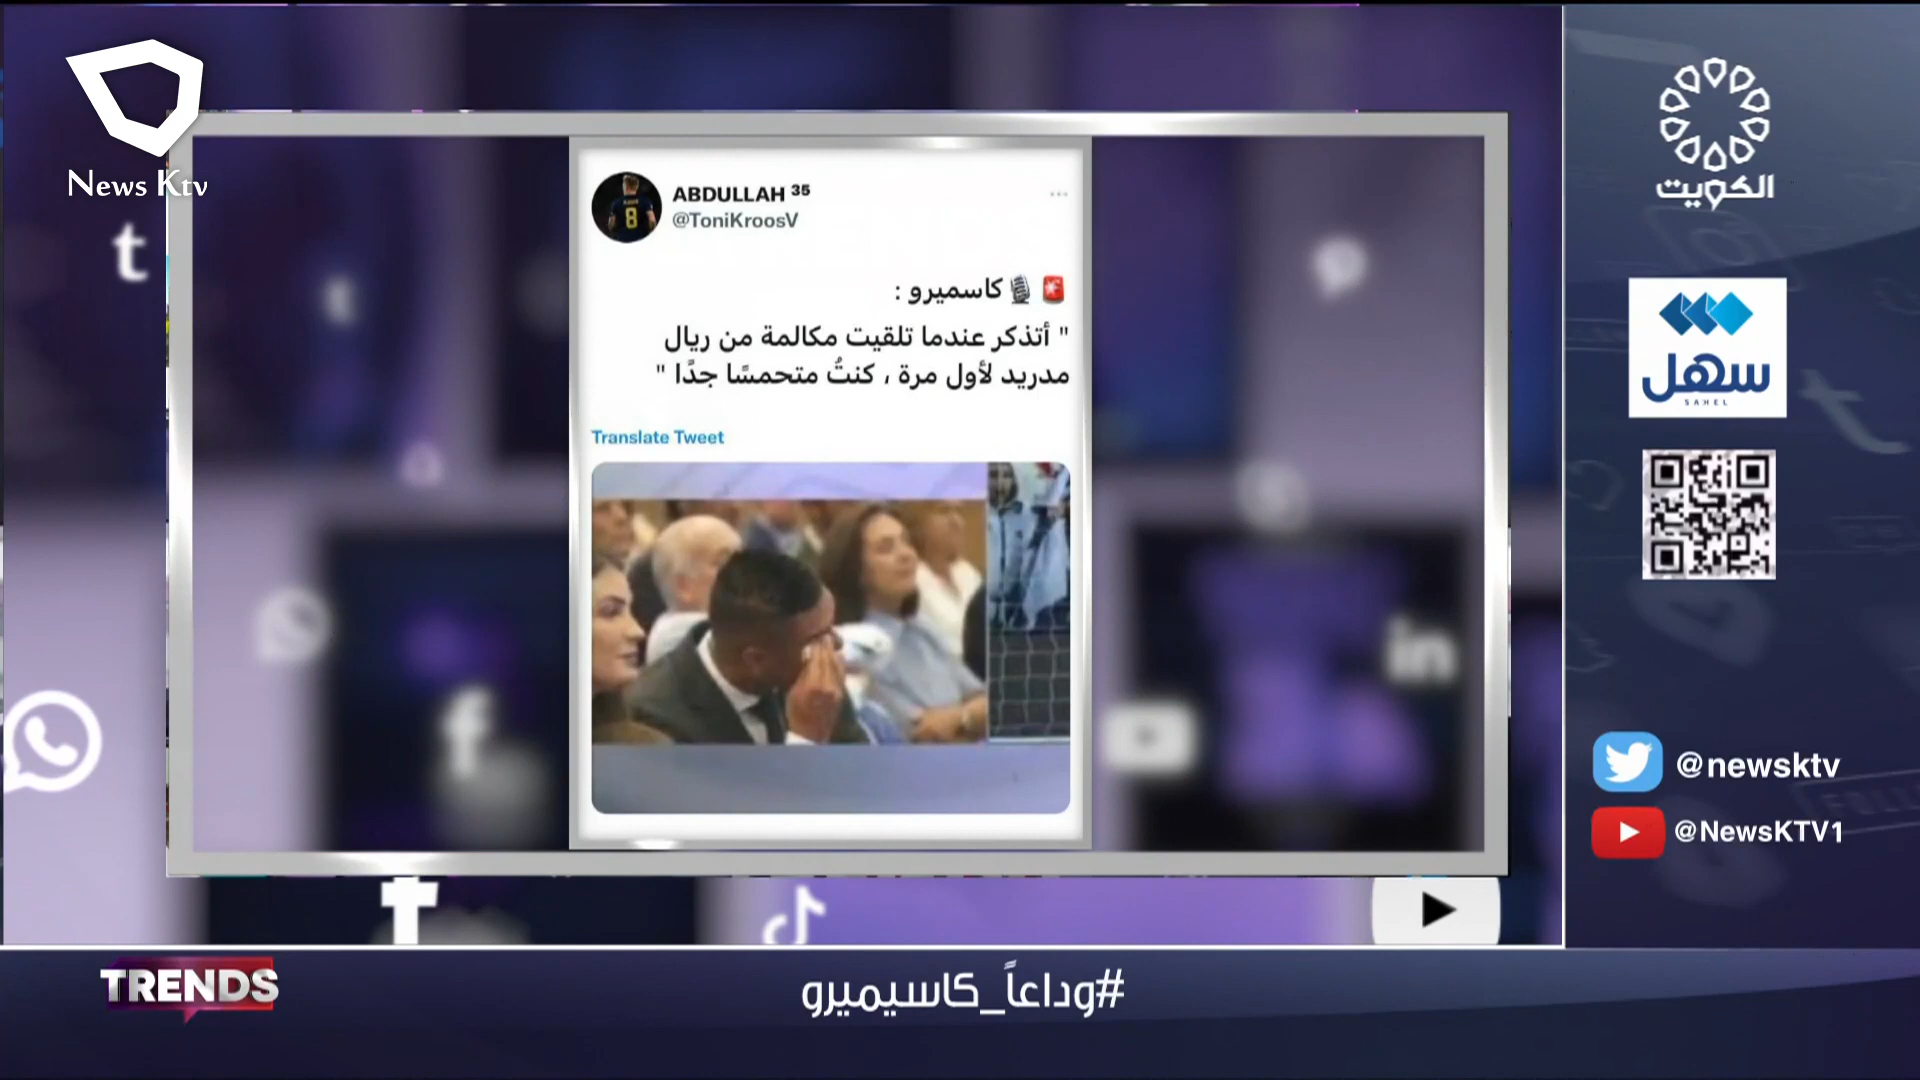 News Ktv
ABDULLAH 35
@ToniKroosV
كاسميرو :
" أتذكر عندما تلقيت مكالمة من ريال
مدريد لأول مرة ، كنتُ متحمسًا جدًا "
Translate Tweet
الكويت
سهل
SAHEL
@newsktv
@NewsKTV1
TRENDS
#وداعاً_كاسيميرو